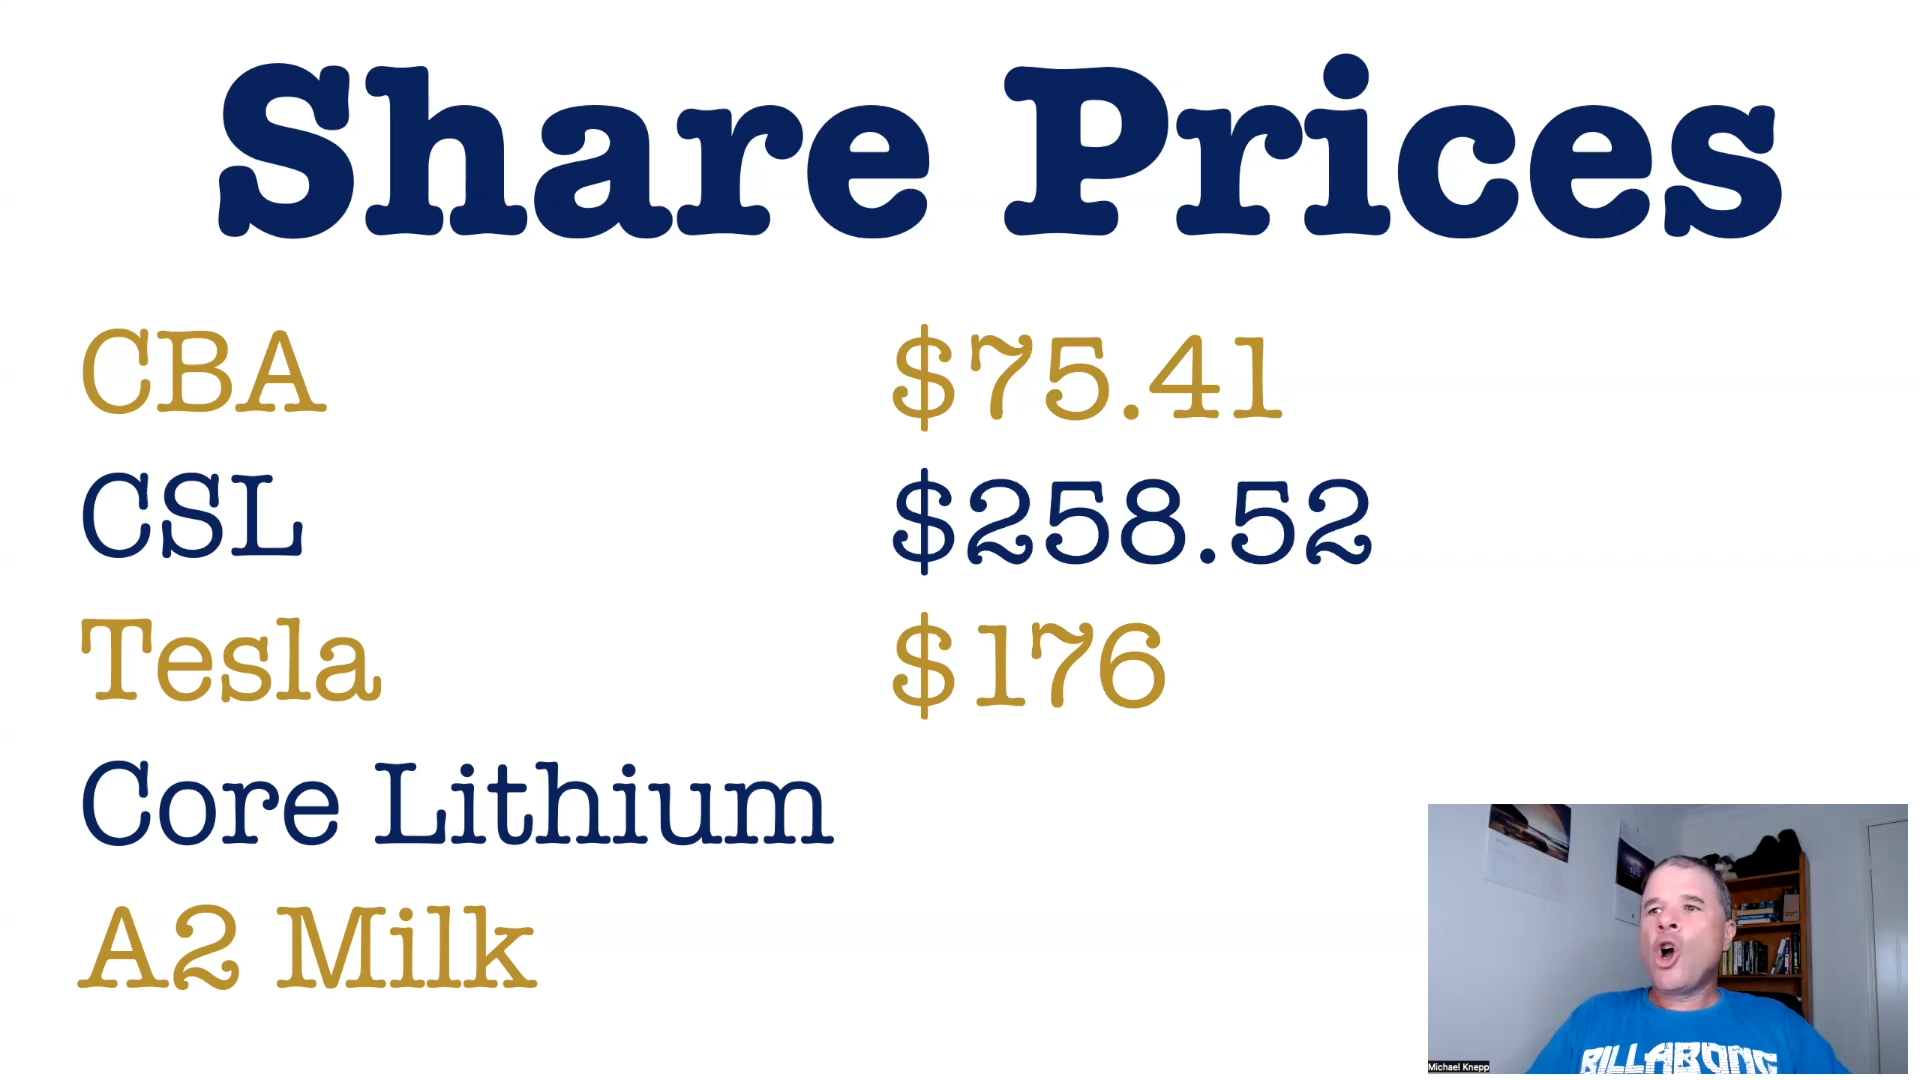 Share Prices
CBA $75.41
CSL $258.52
Tesla $176
Core Lithium
A2 Milk
BILLABONG
Michael Knepp